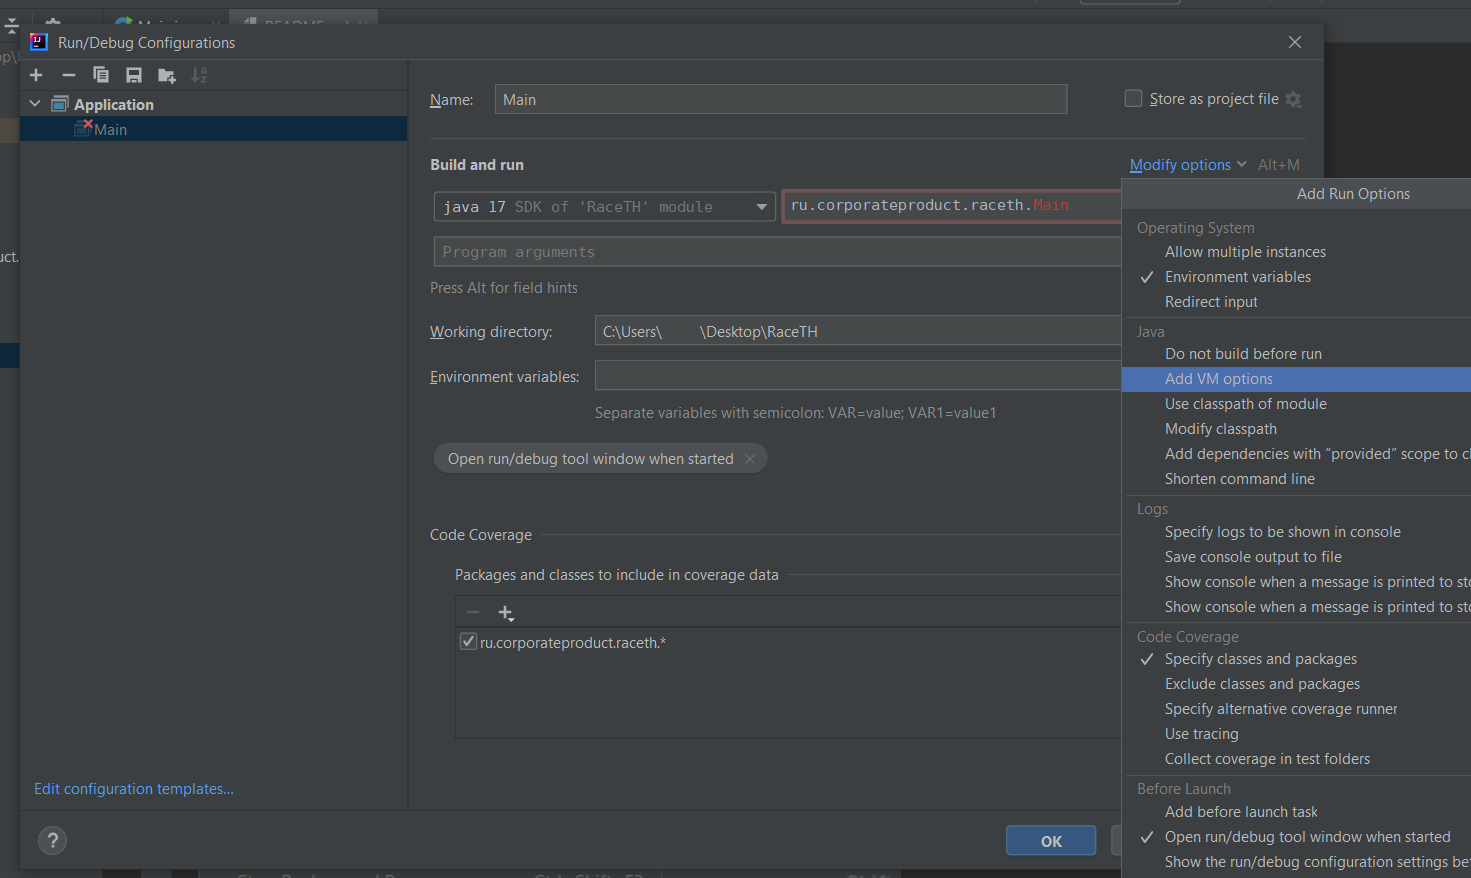 Run/Debug Configurations
Application
Main
Name: Main
Store as project file
Build and run
Modify options Alt+M
java 17 SDK of 'RaceTH' module
ru.corporateproduct.raceth.Main
Program arguments
Press Alt for field hints
Working directory: C:\Users\ \Desktop\RaceTH
Environment variables:
Separate variables with semicolon: VAR=value; VAR1=value1
Open run/debug tool window when started
Code Coverage
Packages and classes to include in coverage data
ru.corporateproduct.raceth.*
Edit configuration templates...
?
OK
Add Run Options
Operating System
Allow multiple instances
Environment variables
Redirect input
Java
Do not build before run
Add VM options
Use classpath of module
Modify classpath
Add dependencies with “provided” scope to
Shorten command line
Logs
Specify logs to be shown in console
Save console output to file
Show console when a message is printed to
Show console when a message is printed to
Code Coverage
Specify classes and packages
Exclude classes and packages
Specify alternative coverage runner
Use tracing
Collect coverage in test folders
Before Launch
Add before launch task
Open run/debug tool window when started
Show the run/debug configuration settings